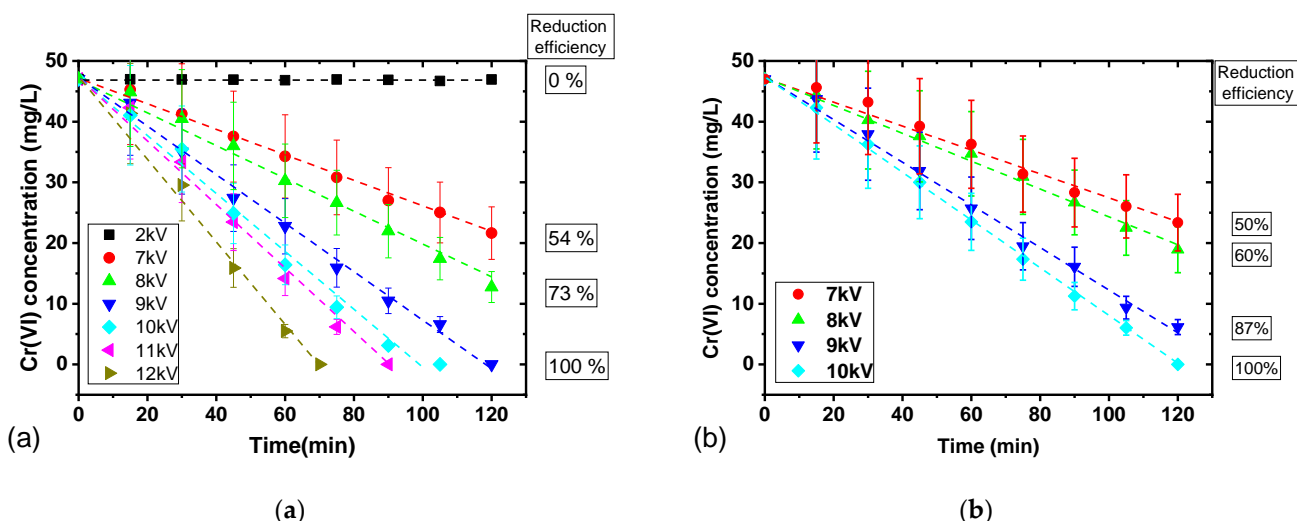 Reduction
efficiency
50
40
30
20
10
0
Cr(VI) concentration (mg/L)
2kV
7kV
8kV
9kV
10kV
11kV
12kV
0 %
54 %
73 %
100 %
0 20 40 60 80 100 120
Time(min)
(a)
(a)
Reduction
efficiency
50
40
30
20
10
0
Cr(VI) concentration (mg/L)
7kV
8kV
9kV
10kV
50%
60%
87%
100%
0 20 40 60 80 100 120
Time (min)
(b)
(b)